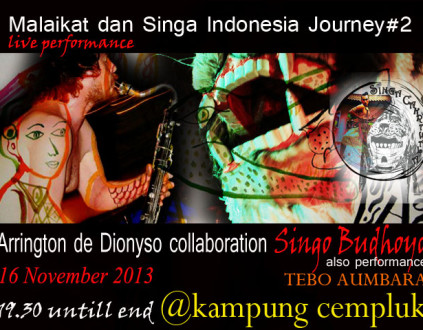 Malaikat dan Singa Indonesia Journey#2
live performance
Arrington de Dionyso collaboration Singo Budhoyo
also performance
16 November 2013 TEBO AUMBARA
19.30 untill end @kampung cempluk